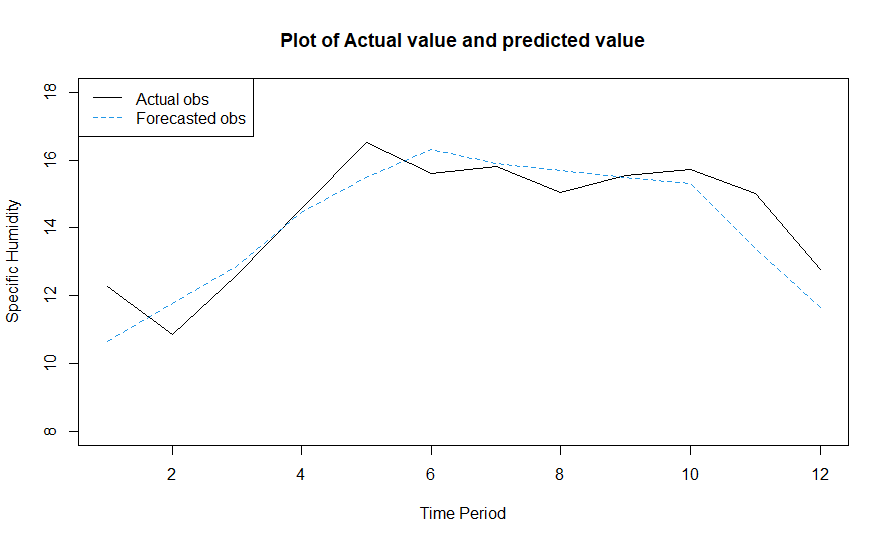 Plot of Actual value and predicted value
Actual obs
Forecasted obs
18
16
14
12
10
8
Specific Humidity
2 4 6 8 10 12
Time Period